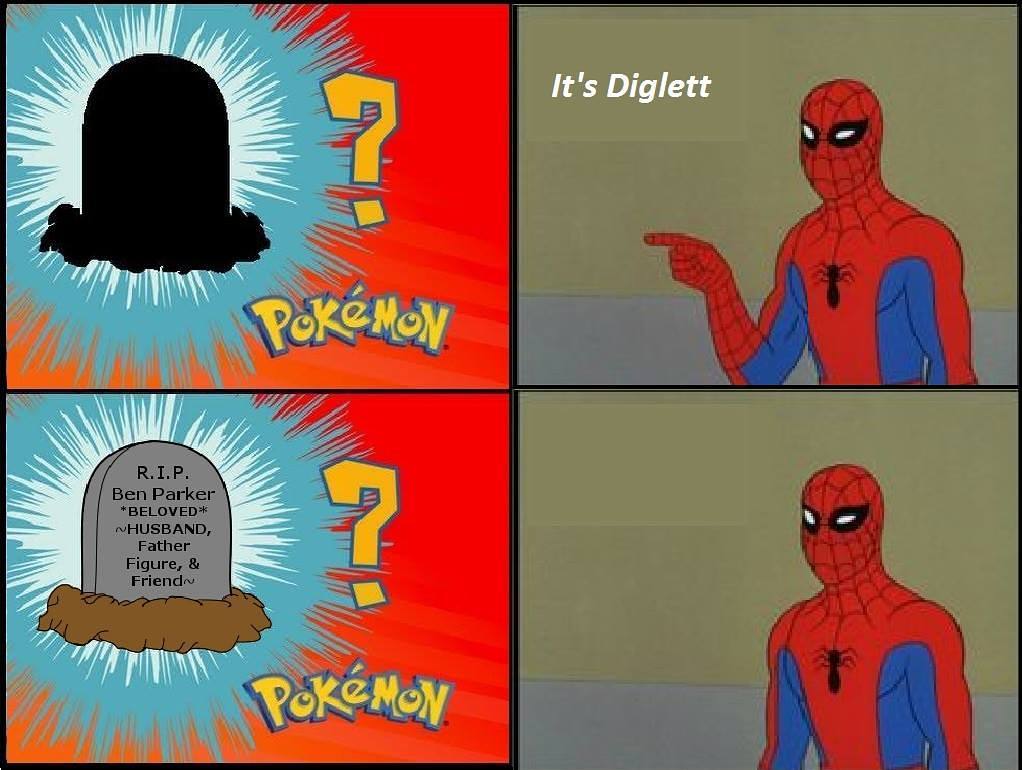 ?
POKéMON
It's Diglett
R.I.P.
Ben Parker
*BELOVED*
~HUSBAND,
Father
Figure, &
Friend~
?
POKéMON